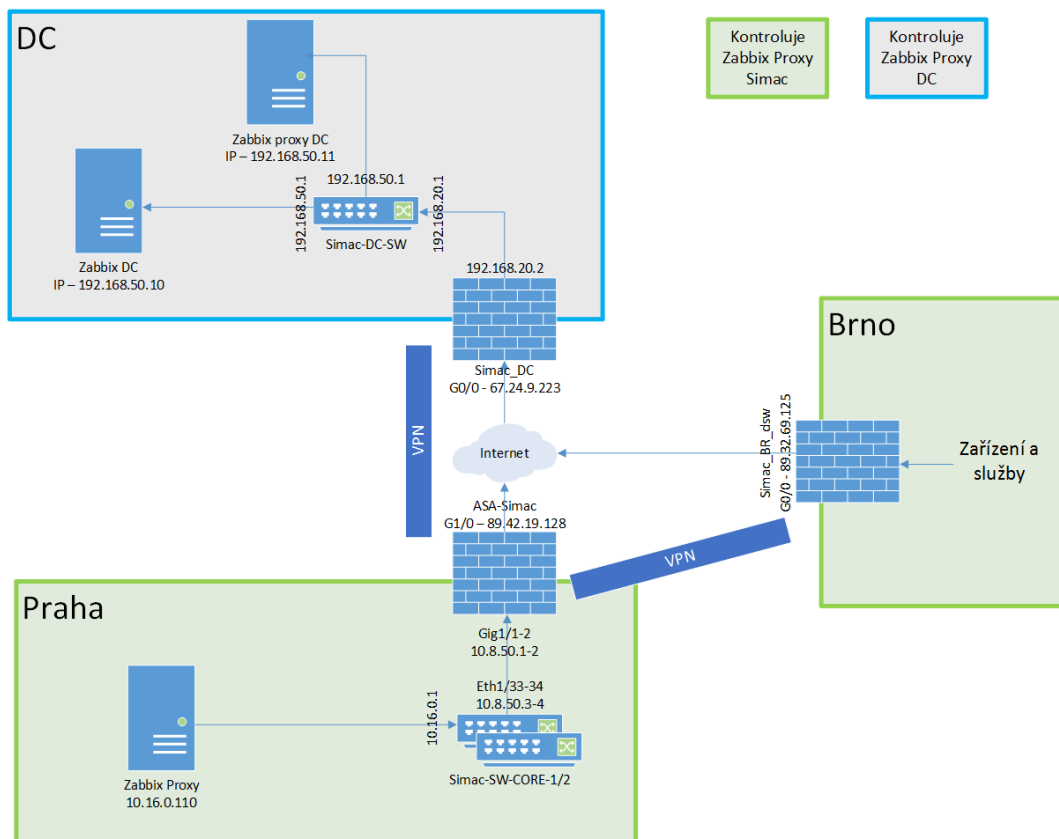 DC
Kontroluje
Zabbix Proxy
Simac
Kontroluje
Zabbix Proxy
DC
Zabbix proxy DC
IP – 192.168.50.11
192.168.50.1
192.168.50.1
192.168.20.1
Simac-DC-SW
Zabbix DC
IP – 192.168.50.10
192.168.20.2
Simac_DC
G0/0 - 67.24.9.223
VPN
Internet
Brno
Simac_BR_dsw
G0/0 - 89.32.69.125
Zařízení a
služby
ASA-Simac
G1/0 – 89.42.19.128
VPN
Praha
Gig1/1-2
10.8.50.1-2
Eth1/33-34
10.8.50.3-4
10.16.0.1
Simac-SW-CORE-1/2
Zabbix Proxy
10.16.0.110